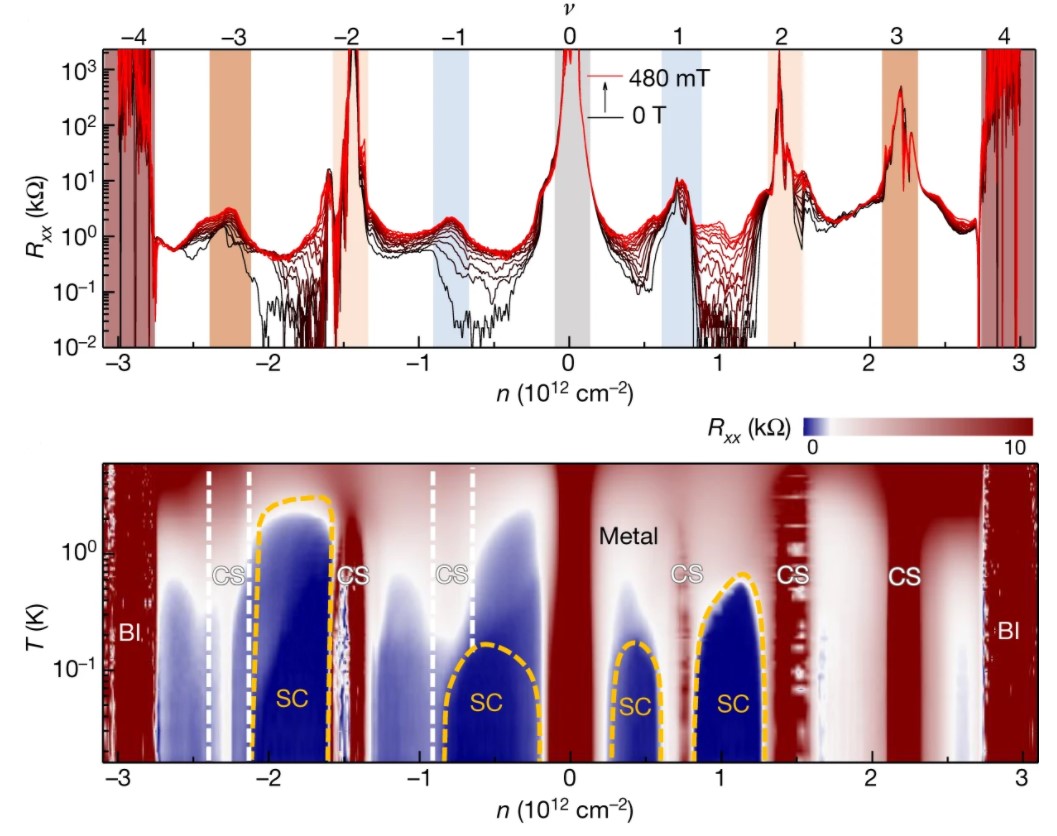 ν
−4 −3 −2 −1 0 1 2 3 4
10³
480 mT
0 T
10²
10¹
10⁰
10⁻¹
10⁻²
Rₓₓ (kΩ)
−3 −2 −1 0 1 2 3
n (10¹² cm⁻²)
Rₓₓ (kΩ)
0 10
Metal
10⁰
CS CS CS CS CS CS
BI BI
T (K)
10⁻¹
SC SC SC SC
−3 −2 −1 0 1 2 3
n (10¹² cm⁻²)